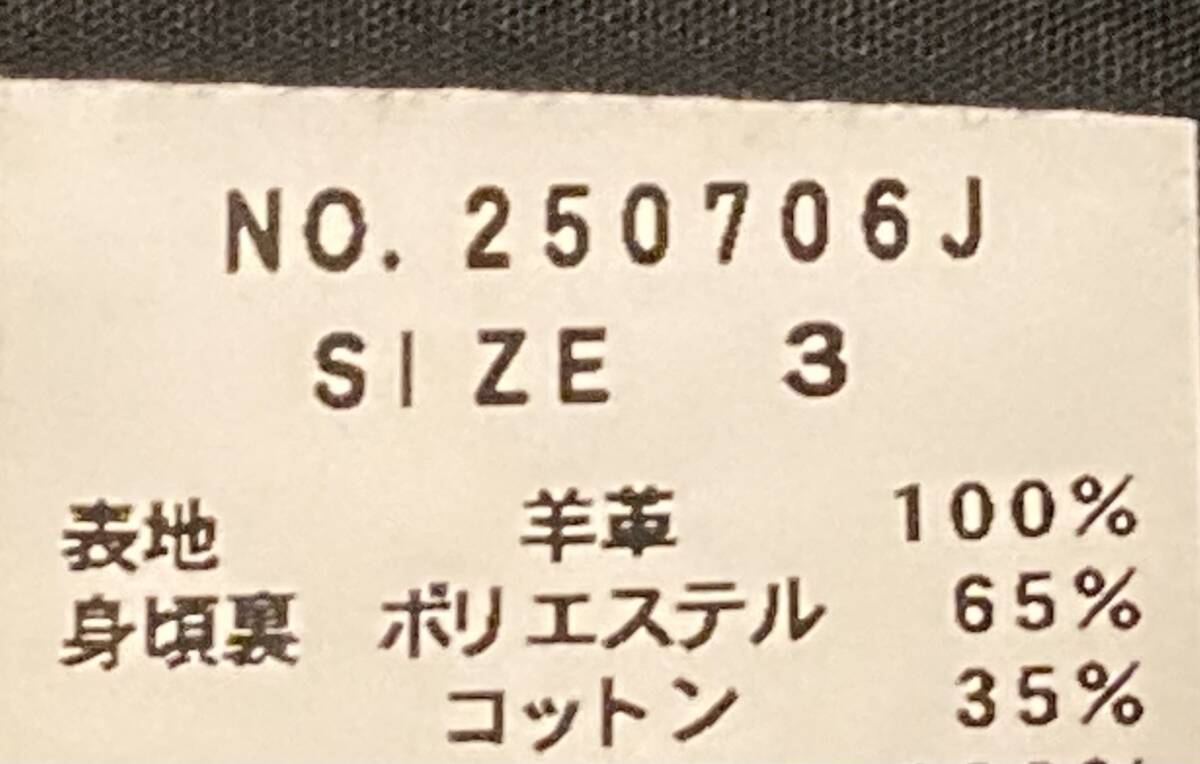 NO. 250706J
SIZE 3
表地 羊革 100%
身頃裏 ポリエステル 65%
コットン 35%